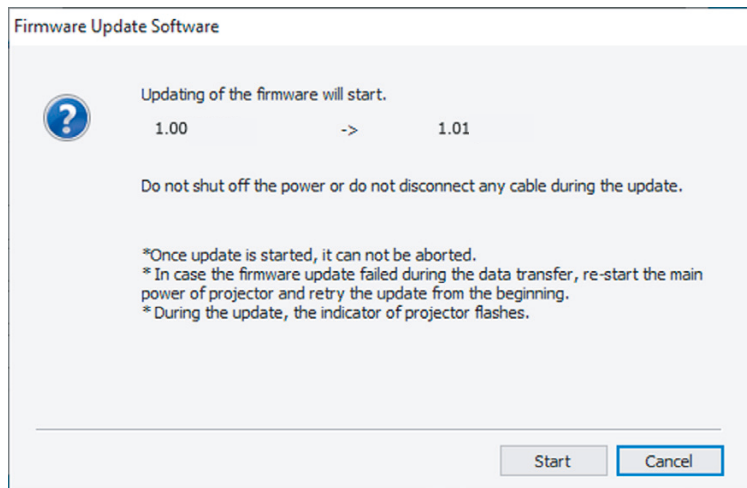 Firmware Update Software
Updating of the firmware will start.
1.00 -> 1.01
Do not shut off the power or do not disconnect any cable during the update.
*Once update is started, it can not be aborted.
* In case the firmware update failed during the data transfer, re-start the main
power of projector and retry the update from the beginning.
* During the update, the indicator of projector flashes.
Start Cancel